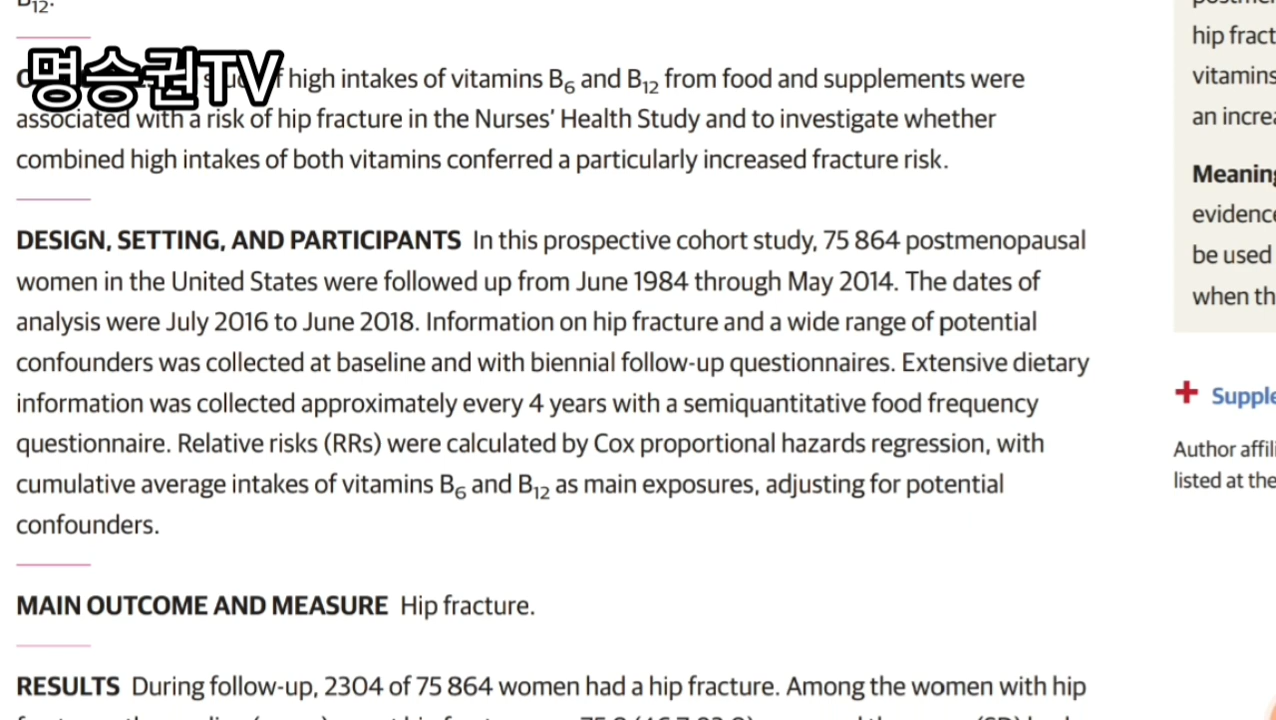 명승권TV
high intakes of vitamins B6 and B12 from food and supplements were
associated with a risk of hip fracture in the Nurses’ Health Study and to investigate whether
combined high intakes of both vitamins conferred a particularly increased fracture risk.
DESIGN, SETTING, AND PARTICIPANTS In this prospective cohort study, 75 864 postmenopausal
women in the United States were followed up from June 1984 through May 2014. The dates of
analysis were July 2016 to June 2018. Information on hip fracture and a wide range of potential
confounders was collected at baseline and with biennial follow-up questionnaires. Extensive dietary
information was collected approximately every 4 years with a semiquantitative food frequency
questionnaire. Relative risks (RRs) were calculated by Cox proportional hazards regression, with
cumulative average intakes of vitamins B6 and B12 as main exposures, adjusting for potential
confounders.
MAIN OUTCOME AND MEASURE Hip fracture.
RESULTS During follow-up, 2304 of 75 864 women had a hip fracture. Among the women with hip
hip fract
vitamins
an increa
Meaning
evidence
be used
when th
Supple
Author affili
listed at the